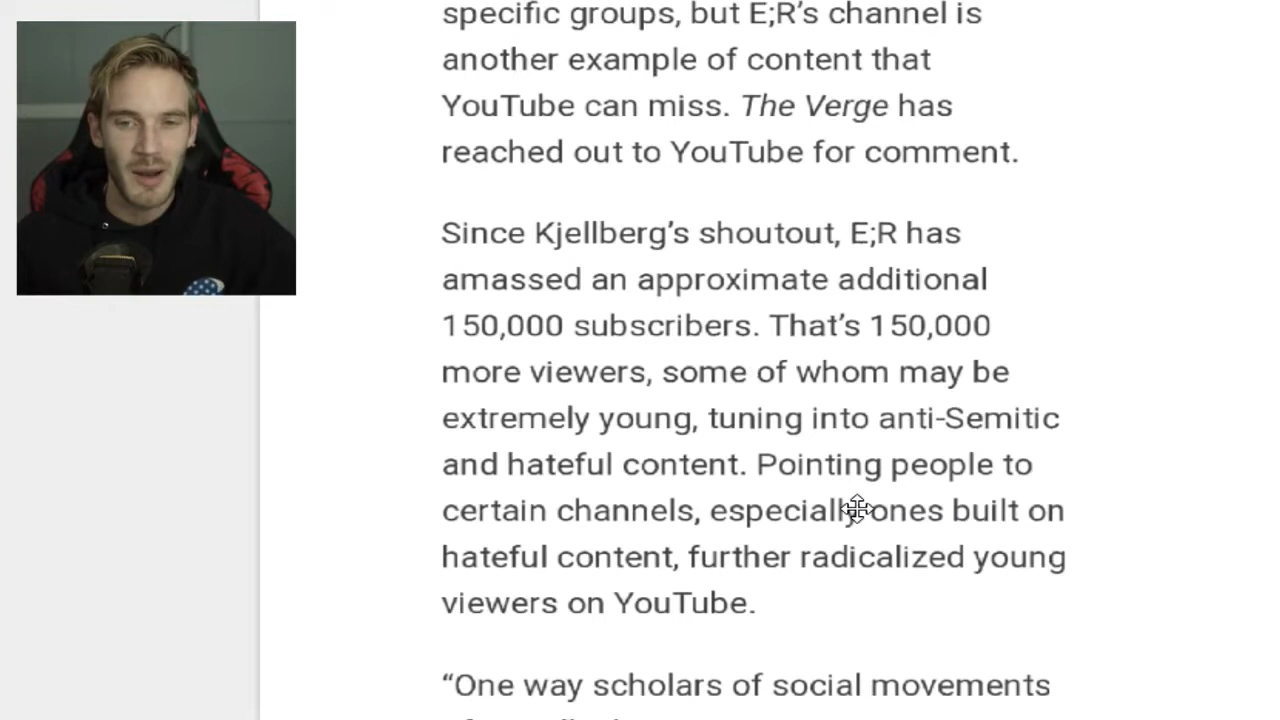 specific groups, but E;R’s channel is
another example of content that
YouTube can miss. The Verge has
reached out to YouTube for comment.
Since Kjellberg’s shoutout, E;R has
amassed an approximate additional
150,000 subscribers. That’s 150,000
more viewers, some of whom may be
extremely young, tuning into anti-Semitic
and hateful content. Pointing people to
certain channels, especially ones built on
hateful content, further radicalized young
viewers on YouTube.
“One way scholars of social movements